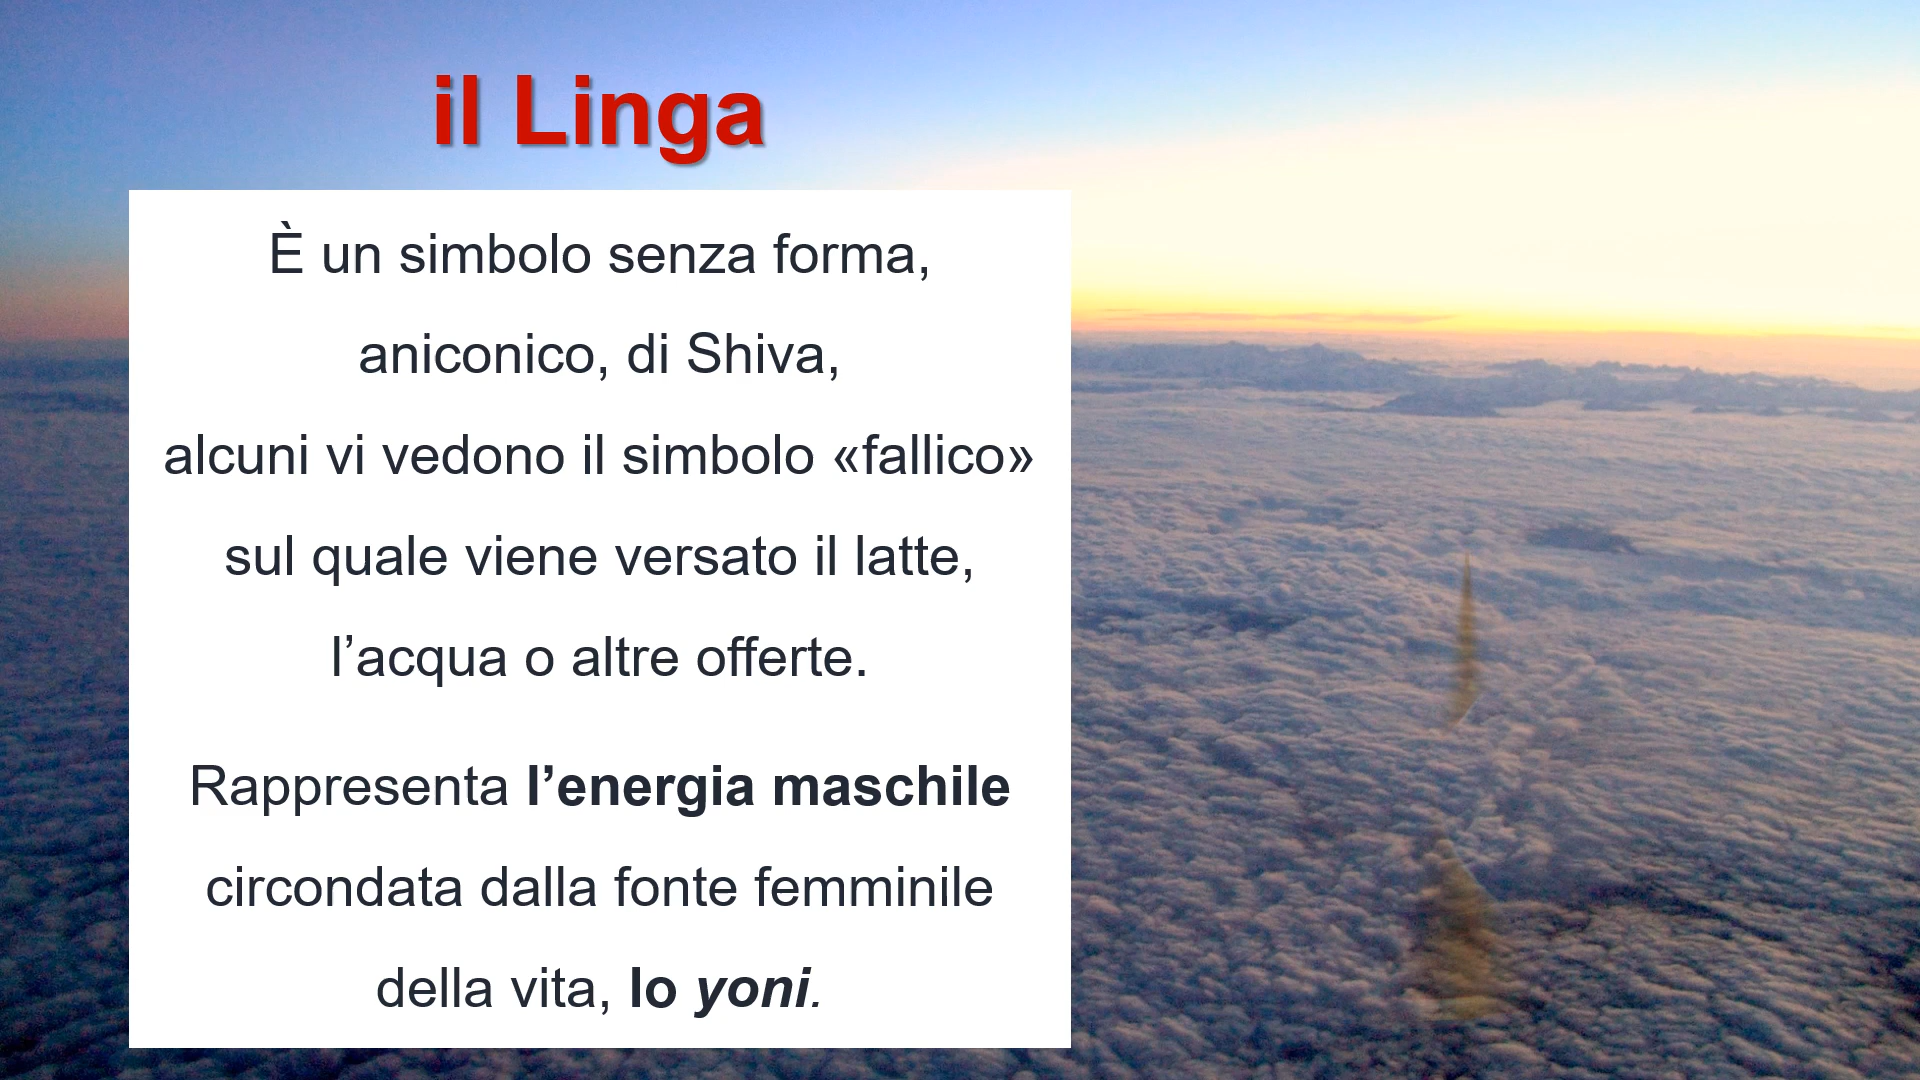 il Linga
È un simbolo senza forma,
aniconico, di Shiva,
alcuni vi vedono il simbolo «fallico»
sul quale viene versato il latte,
l’acqua o altre offerte.
Rappresenta l’energia maschile
circondata dalla fonte femminile
della vita, lo yoni.